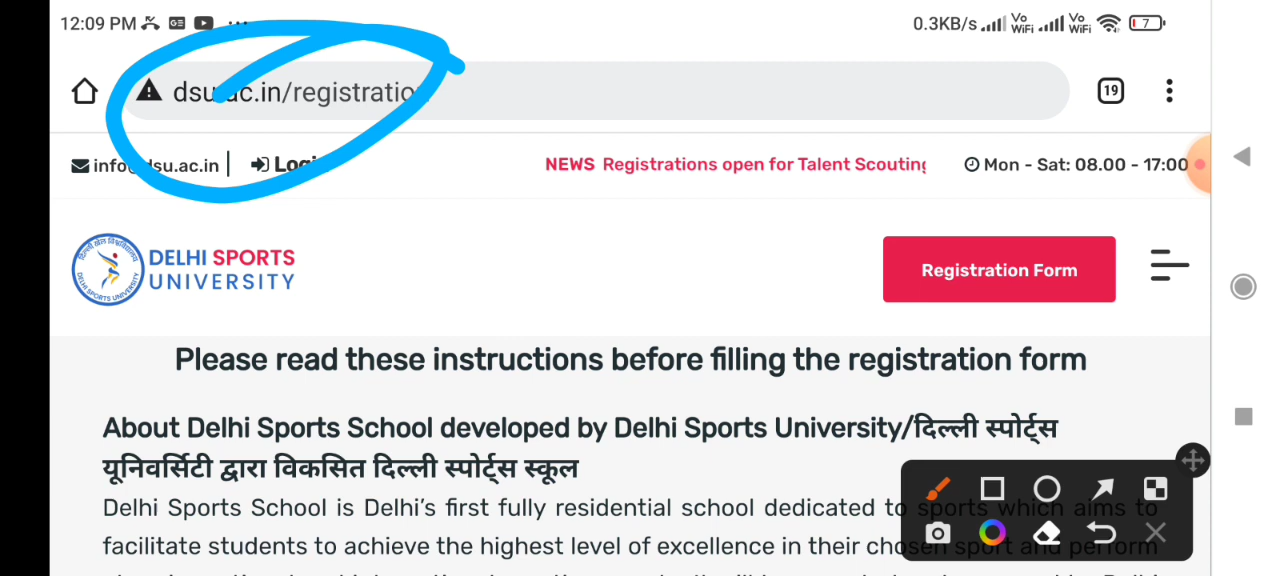 12:09 PM
0.3KB/s Vo WiFi Vo WiFi 7
dsu.ac.in/registration
19
info@dsu.ac.in
Login
NEWS Registrations open for Talent Scouting
Mon - Sat: 08.00 - 17:00
DELHI SPORTS
UNIVERSITY
Registration Form
Please read these instructions before filling the registration form
About Delhi Sports School developed by Delhi Sports University/दिल्ली स्पोर्ट्स
यूनिवर्सिटी द्वारा विकसित दिल्ली स्पोर्ट्स स्कूल
Delhi Sports School is Delhi's first fully residential school dedicated to sports which aims to
facilitate students to achieve the highest level of excellence in their chosen sport and perform